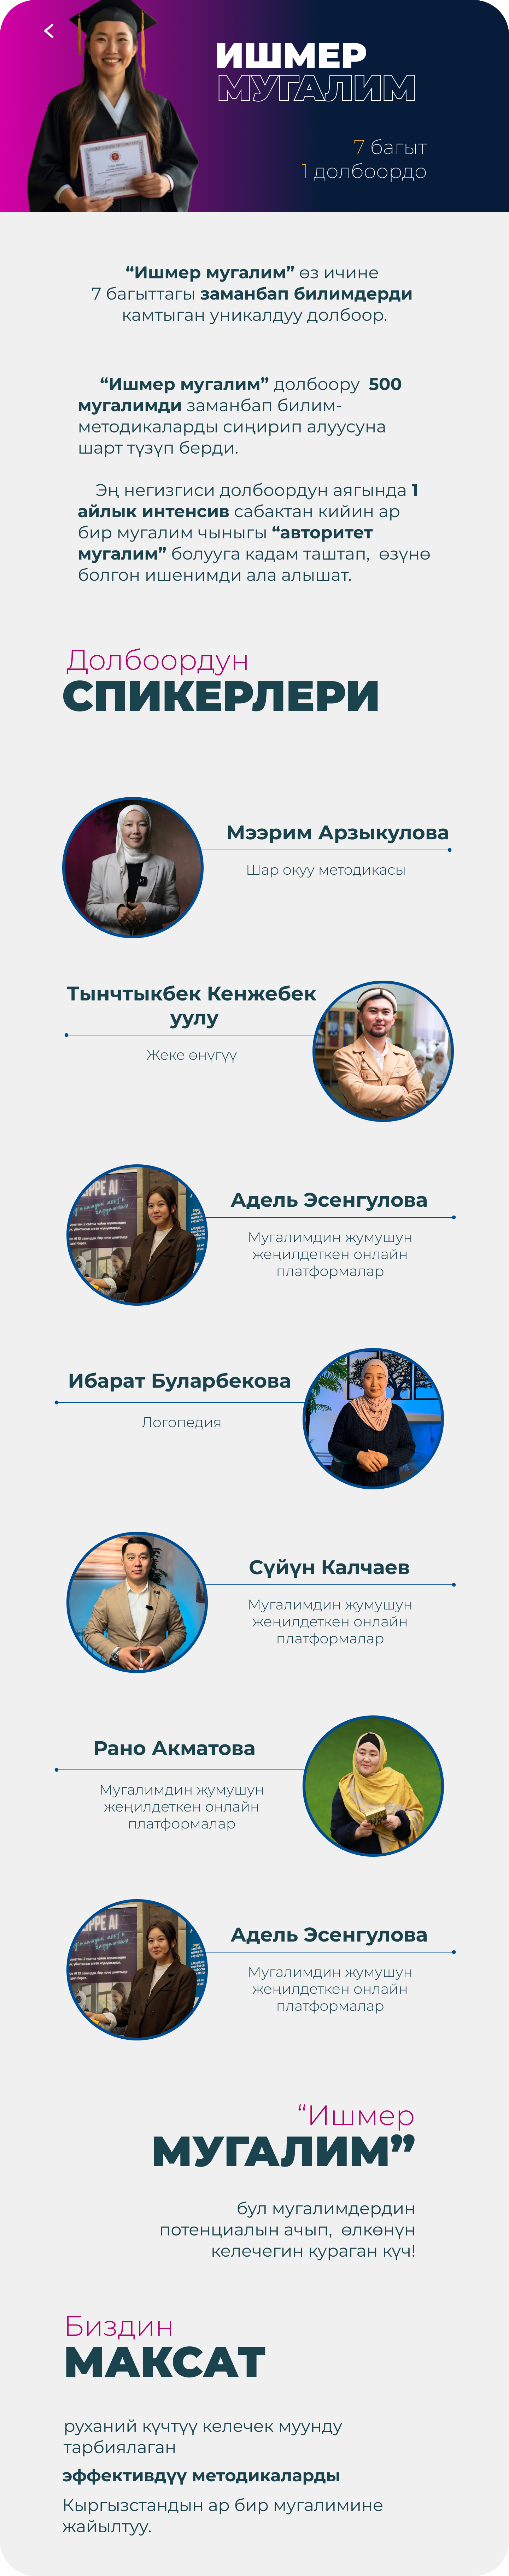 ИШМЕР
МУГАЛИМ
7 багыт
1 долбоордо
“Ишмер мугалим” өз ичине
7 багыттагы заманбап билимдерди
камтыган уникалдуу долбоор.
“Ишмер мугалим” долбоору 500
мугалимди заманбап билим-
методикаларды сиңирип алуусуна
шарт түзүп берди.
Эң негизгиси долбоордун аягында 1
айлык интенсив сабактан кийин ар
бир мугалим чыныгы “авторитет
мугалим” болууга кадам таштап, өзүнө
болгон ишенимди ала алышат.
Долбоордун
СПИКЕРЛЕРИ
Мээрим Арзыкулова
Шар окуу методикасы
Тынчтыкбек Кенжебек
уулу
Жеке өнүгүү
Адель Эсенгулова
Мугалимдин жумушун
жеңилдеткен онлайн
платформалар
Ибарат Буларбекова
Логопедия
Сүйүн Калчаев
Мугалимдин жумушун
жеңилдеткен онлайн
платформалар
Рано Акматова
Мугалимдин жумушун
жеңилдеткен онлайн
платформалар
Адель Эсенгулова
Мугалимдин жумушун
жеңилдеткен онлайн
платформалар
“Ишмер
МУГАЛИМ”
бул мугалимдердин
потенциалын ачып, өлкөнүн
келечегин кураган күч!
Биздин
МАКСАТ
руханий күчтүү келечек муунду
тарбиялаган
эффективдүү методикаларды
Кыргызстандын ар бир мугалимине
жайылтуу.